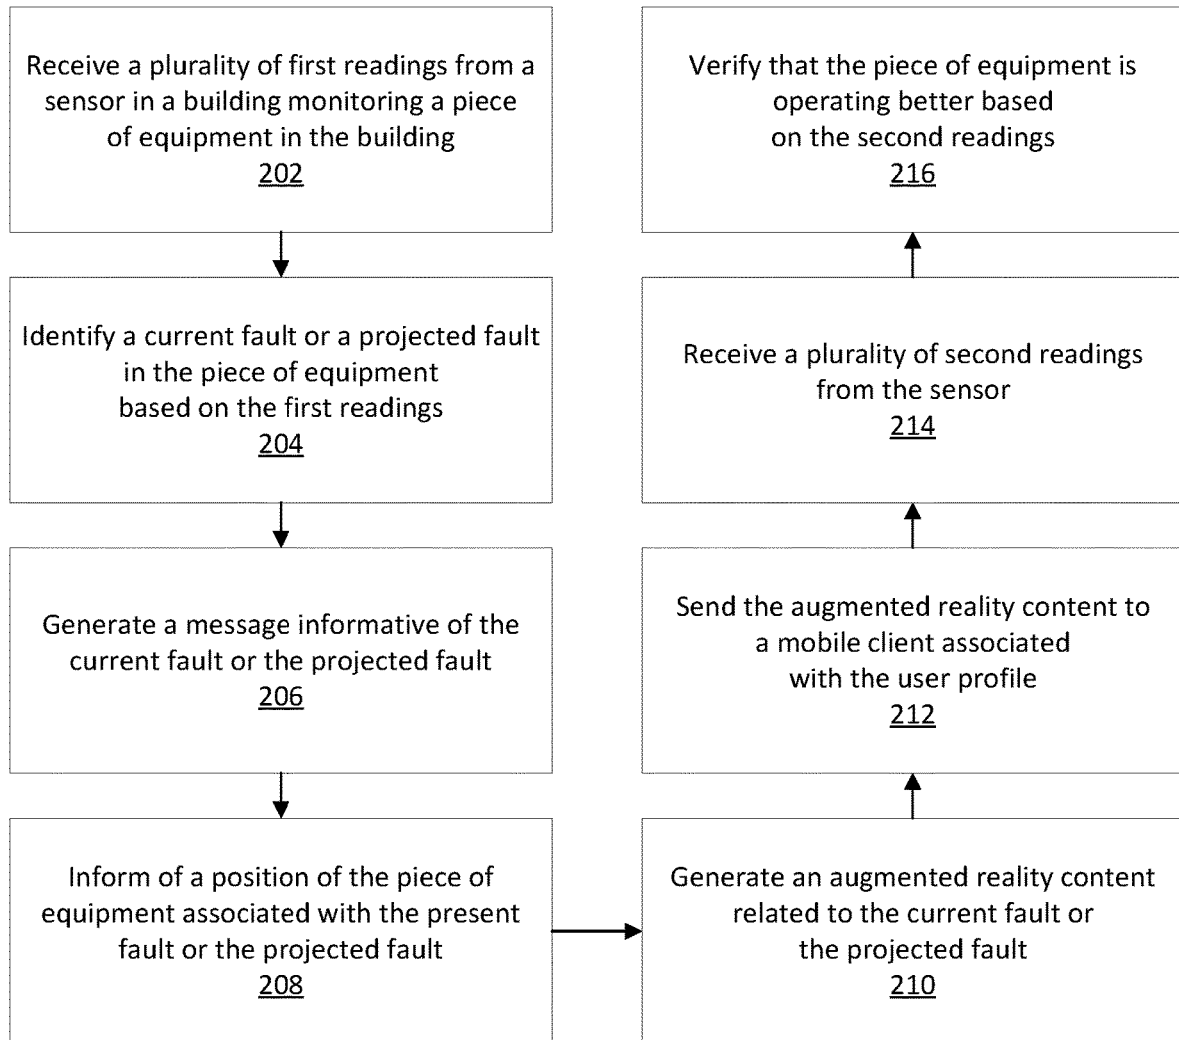 Receive a plurality of first readings from a
sensor in a building monitoring a piece
of equipment in the building
202
Identify a current fault or a projected fault
in the piece of equipment
based on the first readings
204
Generate a message informative of the
current fault or the projected fault
206
Inform of a position of the piece of
equipment associated with the present
fault or the projected fault
208
Generate an augmented reality content
related to the current fault or
the projected fault
210
Send the augmented reality content to
a mobile client associated
with the user profile
212
Receive a plurality of second readings
from the sensor
214
Verify that the piece of equipment is
operating better based
on the second readings
216